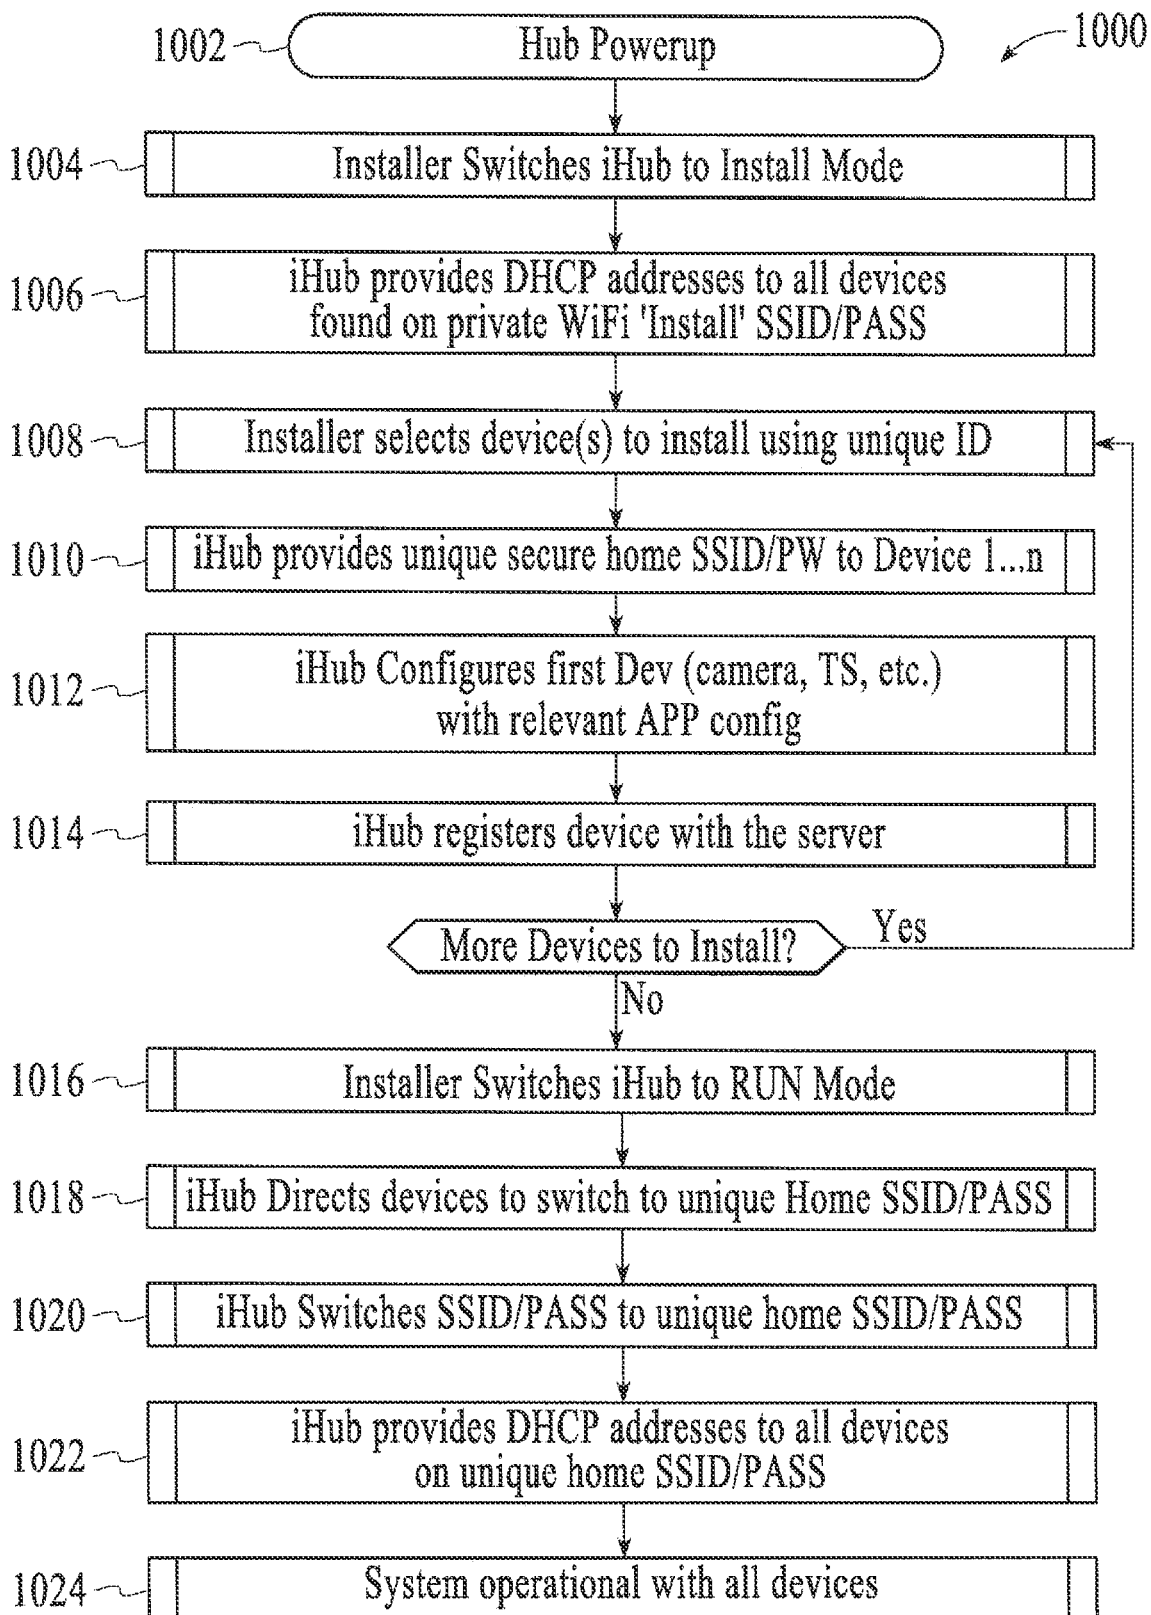 1000
1002
Hub Powerup
1004
Installer Switches iHub to Install Mode
1006
iHub provides DHCP addresses to all devices
found on private WiFi 'Install' SSID/PASS
1008
Installer selects device(s) to install using unique ID
1010
iHub provides unique secure home SSID/PW to Device 1...n
1012
iHub Configures first Dev (camera, TS, etc.)
with relevant APP config
1014
iHub registers device with the server
More Devices to Install?
Yes
No
1016
Installer Switches iHub to RUN Mode
1018
iHub Directs devices to switch to unique Home SSID/PASS
1020
iHub Switches SSID/PASS to unique home SSID/PASS
1022
iHub provides DHCP addresses to all devices
on unique home SSID/PASS
1024
System operational with all devices